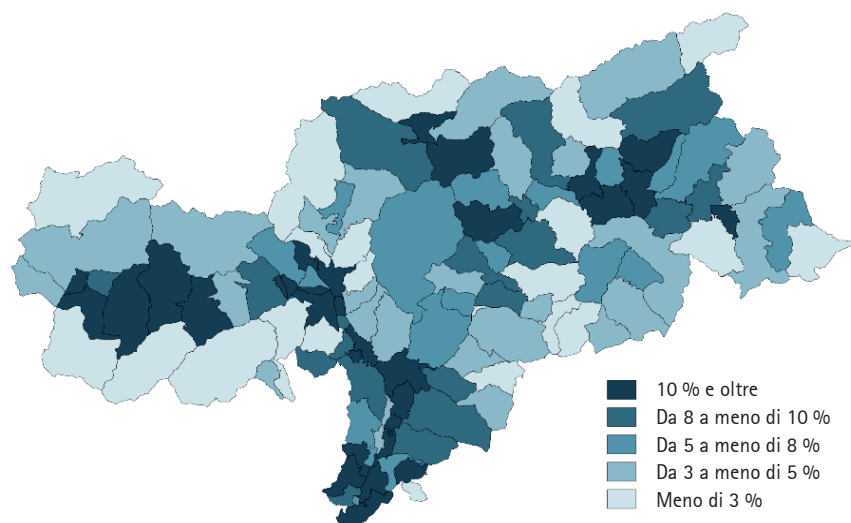 10 % e oltre
Da 8 a meno di 10 %
Da 5 a meno di 8 %
Da 3 a meno di 5 %
Meno di 3 %